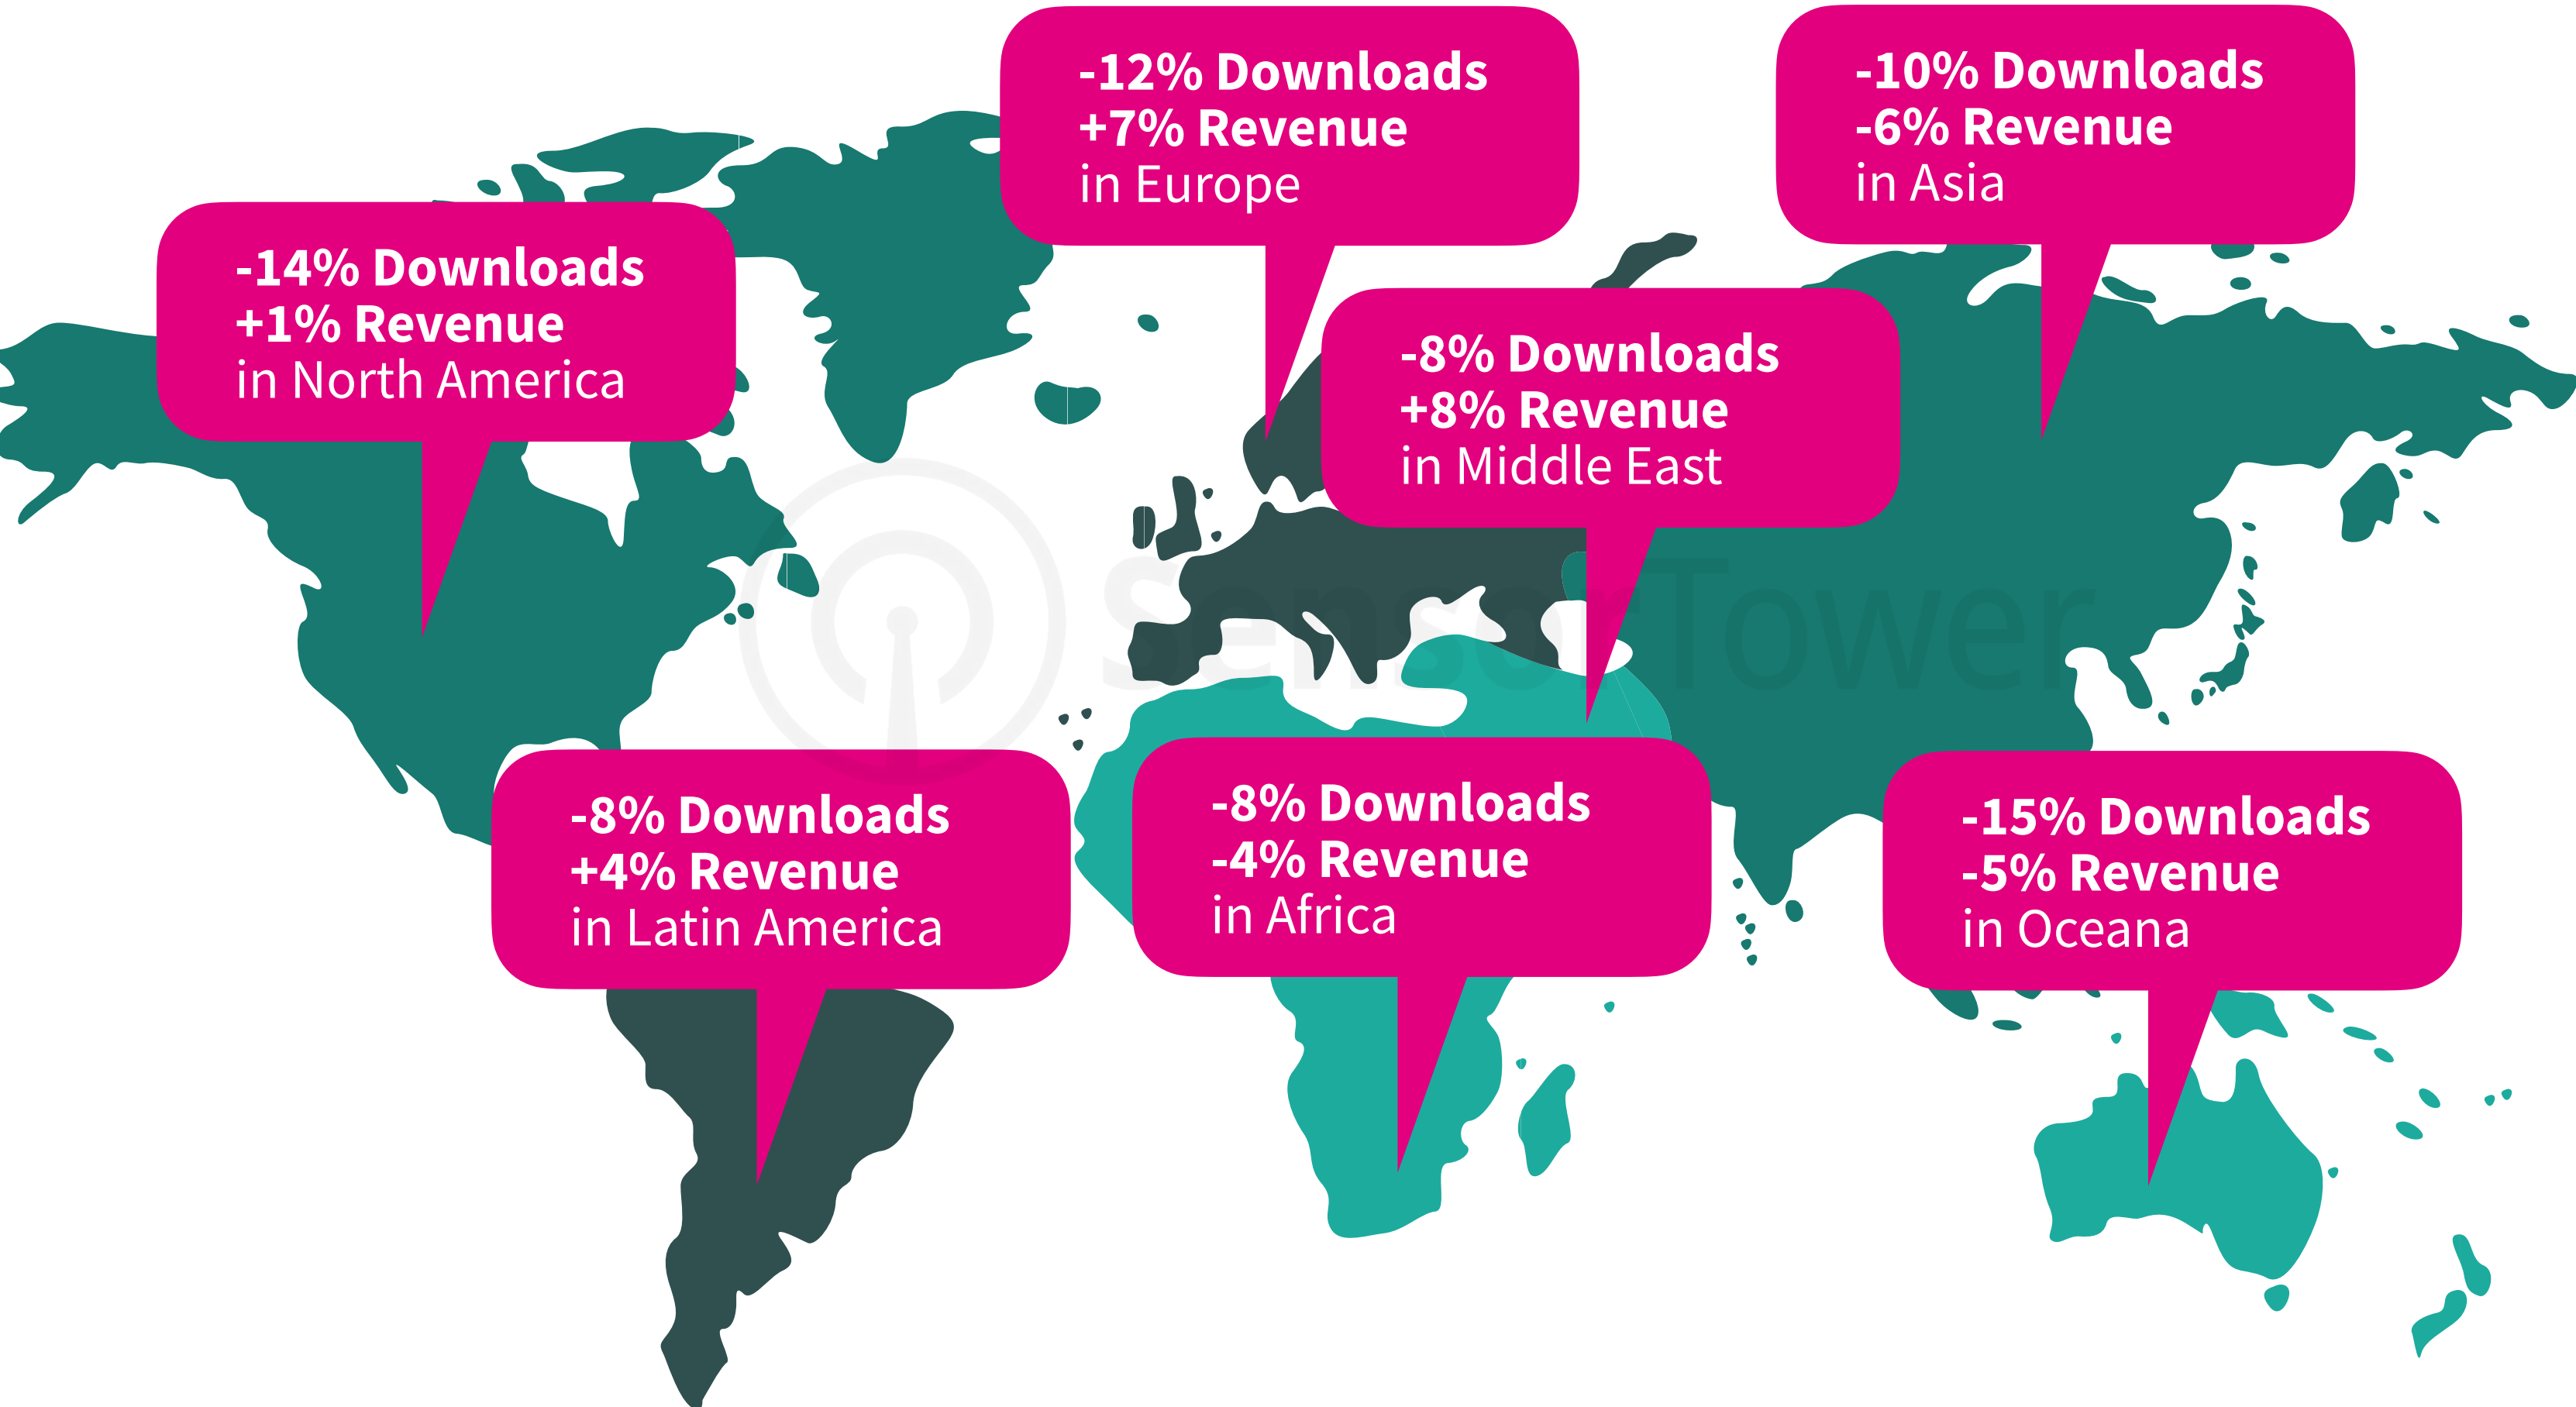 -12% Downloads
+7% Revenue
in Europe
-10% Downloads
-6% Revenue
in Asia
-14% Downloads
+1% Revenue
in North America
-8% Downloads
+8% Revenue
in Middle East
SensorTower
-8% Downloads
+4% Revenue
in Latin America
-8% Downloads
-4% Revenue
in Africa
-15% Downloads
-5% Revenue
in Oceana